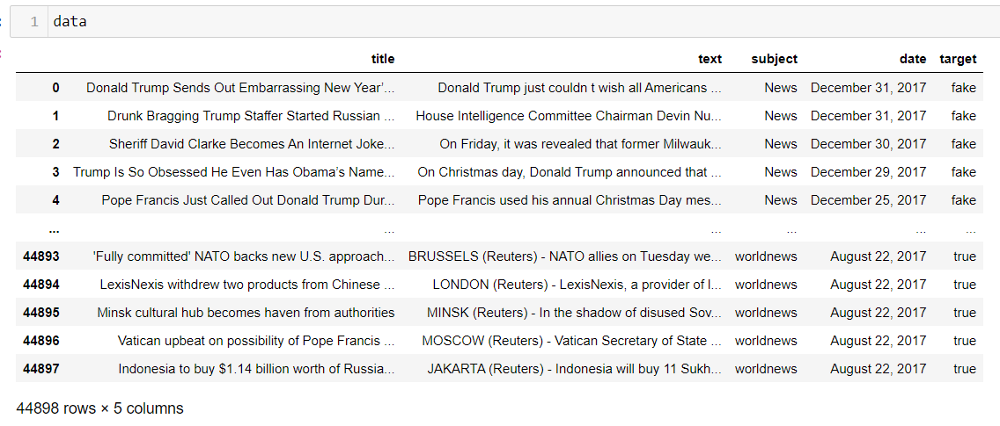 1 data
title text subject date target
0 Donald Trump Sends Out Embarrassing New Year’... Donald Trump just couldn t wish all Americans ... News December 31, 2017 fake
1 Drunk Bragging Trump Staffer Started Russian ... House Intelligence Committee Chairman Devin Nu... News December 31, 2017 fake
2 Sheriff David Clarke Becomes An Internet Joke... On Friday, it was revealed that former Milwauk... News December 30, 2017 fake
3 Trump Is So Obsessed He Even Has Obama’s Name... On Christmas day, Donald Trump announced that ... News December 29, 2017 fake
4 Pope Francis Just Called Out Donald Trump Dur... Pope Francis used his annual Christmas Day mes... News December 25, 2017 fake
... ... ... ... ... ...
44893 'Fully committed' NATO backs new U.S. approach... BRUSSELS (Reuters) - NATO allies on Tuesday we... worldnews August 22, 2017 true
44894 LexisNexis withdrew two products from Chinese ... LONDON (Reuters) - LexisNexis, a provider of l... worldnews August 22, 2017 true
44895 Minsk cultural hub becomes haven from authorities MINSK (Reuters) - In the shadow of disused Sov... worldnews August 22, 2017 true
44896 Vatican upbeat on possibility of Pope Francis ... MOSCOW (Reuters) - Vatican Secretary of State ... worldnews August 22, 2017 true
44897 Indonesia to buy $1.14 billion worth of Russia... JAKARTA (Reuters) - Indonesia will buy 11 Sukh... worldnews August 22, 2017 true
44898 rows × 5 columns